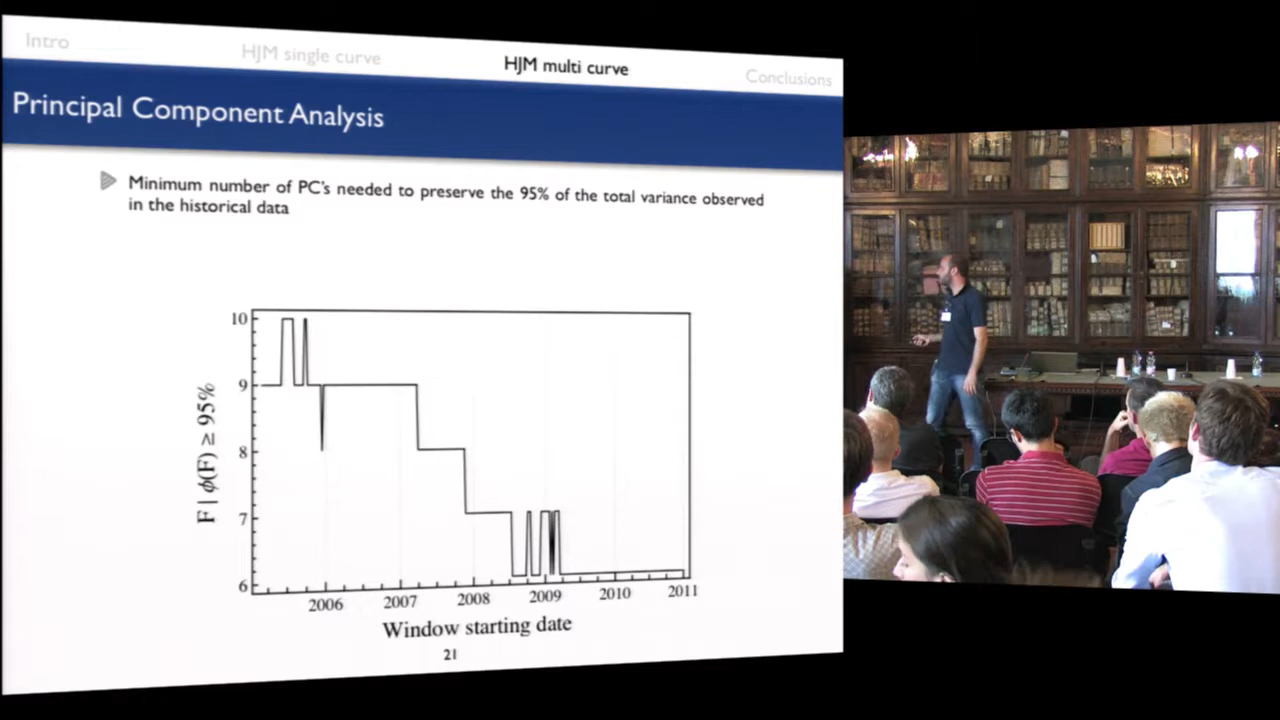 Intro HJM single curve HJM multi curve Conclusions
Principal Component Analysis
Minimum number of PC's needed to preserve the 95% of the total variance observed
in the historical data
F | ϕ(F) ≥ 95%
10
9
8
7
6
2006 2007 2008 2009 2010 2011
Window starting date
21